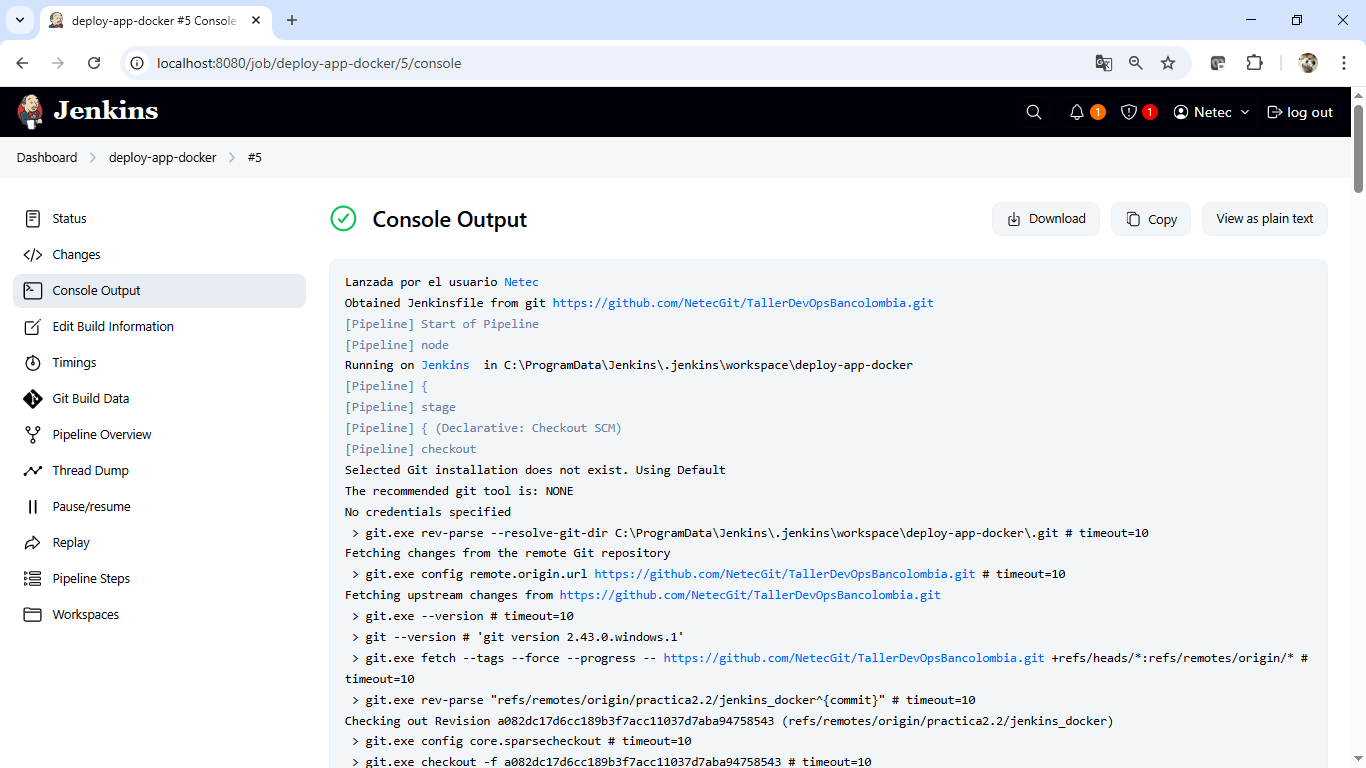 deploy-app-docker #5 Console
localhost:8080/job/deploy-app-docker/5/console
Jenkins
1
1
Netec
log out
Dashboard
deploy-app-docker
#5
Status
Changes
Console Output
Edit Build Information
Timings
Git Build Data
Pipeline Overview
Thread Dump
Pause/resume
Replay
Pipeline Steps
Workspaces
Console Output
Download
Copy
View as plain text
Lanzada por el usuario Netec
Obtained Jenkinsfile from git https://github.com/NetecGit/TallerDevOpsBancolombia.git
[Pipeline] Start of Pipeline
[Pipeline] node
Running on Jenkins in C:\ProgramData\Jenkins\.jenkins\workspace\deploy-app-docker
[Pipeline] {
[Pipeline] stage
[Pipeline] { (Declarative: Checkout SCM)
[Pipeline] checkout
Selected Git installation does not exist. Using Default
The recommended git tool is: NONE
No credentials specified
> git.exe rev-parse --resolve-git-dir C:\ProgramData\Jenkins\.jenkins\workspace\deploy-app-docker\.git # timeout=10
Fetching changes from the remote Git repository
> git.exe config remote.origin.url https://github.com/NetecGit/TallerDevOpsBancolombia.git # timeout=10
Fetching upstream changes from https://github.com/NetecGit/TallerDevOpsBancolombia.git
> git.exe --version # timeout=10
> git --version # 'git version 2.43.0.windows.1'
> git.exe fetch --tags --force --progress -- https://github.com/NetecGit/TallerDevOpsBancolombia.git +refs/heads/*:refs/remotes/origin/* #
timeout=10
> git.exe rev-parse "refs/remotes/origin/practica2.2/jenkins_docker^{commit}" # timeout=10
Checking out Revision a082dc17d6cc189b3f7acc11037d7aba94758543 (refs/remotes/origin/practica2.2/jenkins_docker)
> git.exe config core.sparsecheckout # timeout=10
> git.exe checkout -f a082dc17d6cc189b3f7acc11037d7aba94758543 # timeout=10